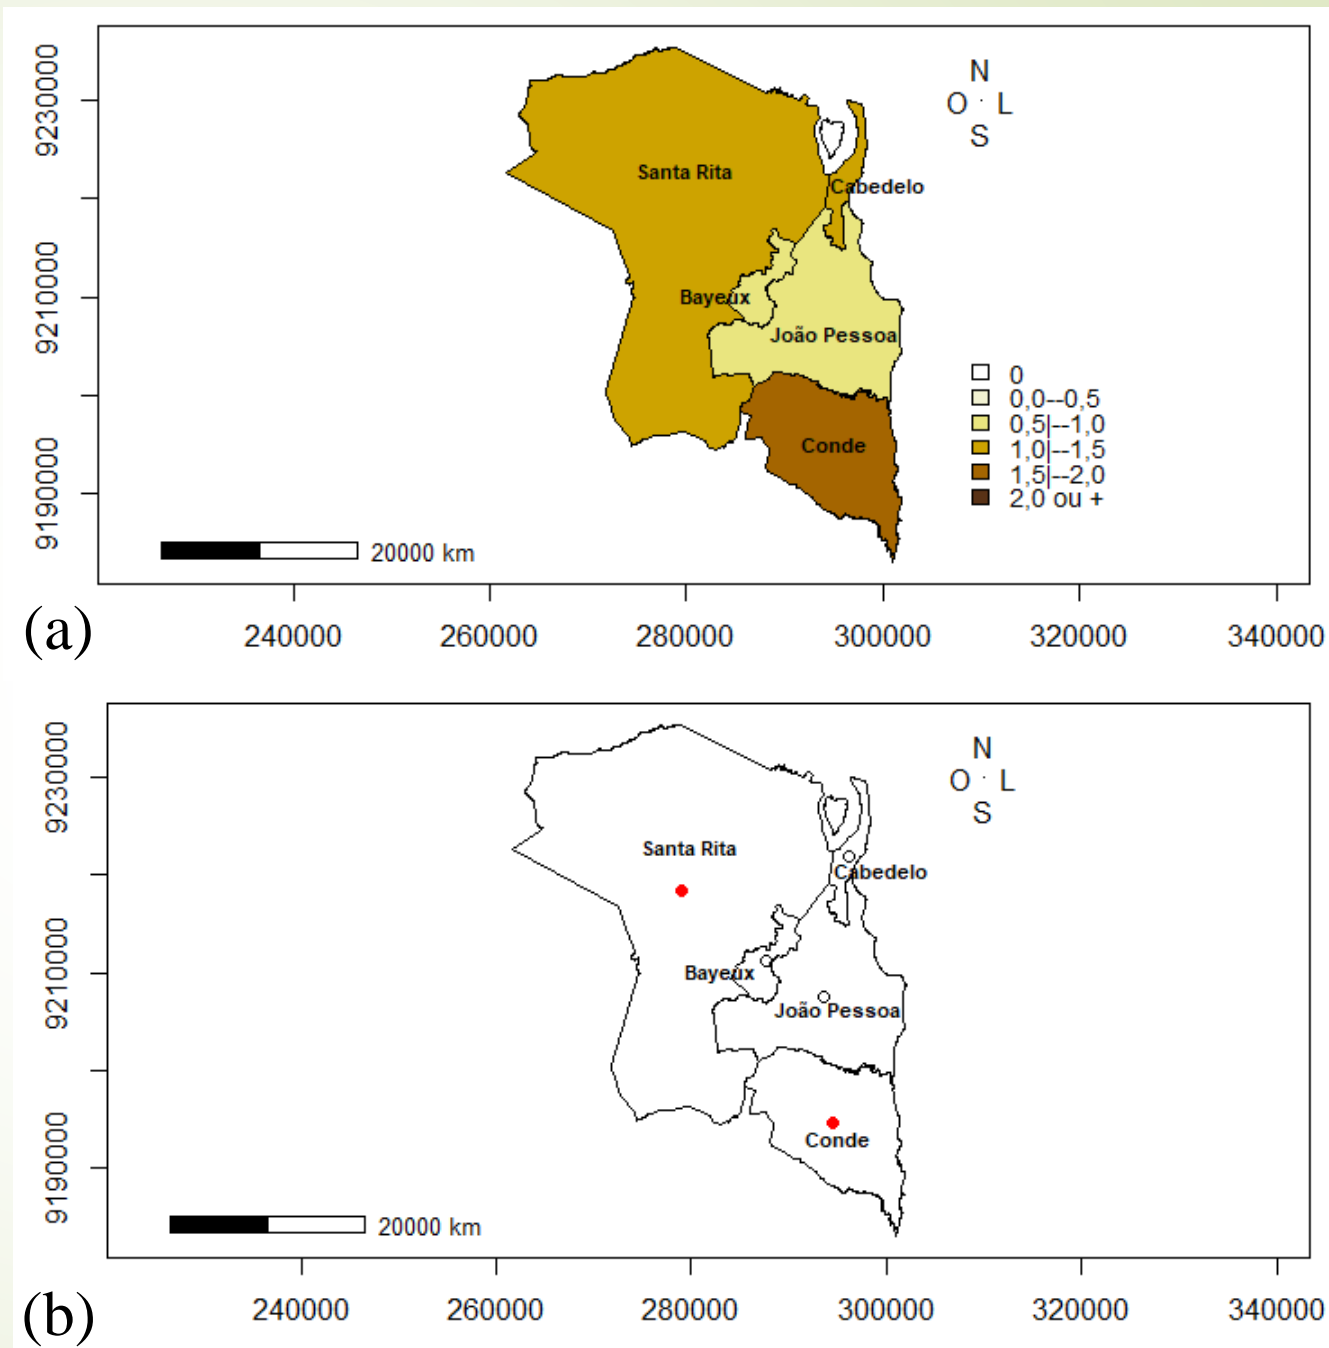 N
O · L
S
Santa Rita
Cabedelo
Bayeux
João Pessoa
Conde
0
0,0--0,5
0,5|--1,0
1,0|--1,5
1,5|--2,0
2,0 ou +
20000 km
9230000
9210000
9190000
240000 260000 280000 300000 320000 340000
(a)
N
O · L
S
Santa Rita
Cabedelo
Bayeux
João Pessoa
Conde
20000 km
9230000
9210000
9190000
240000 260000 280000 300000 320000 340000
(b)